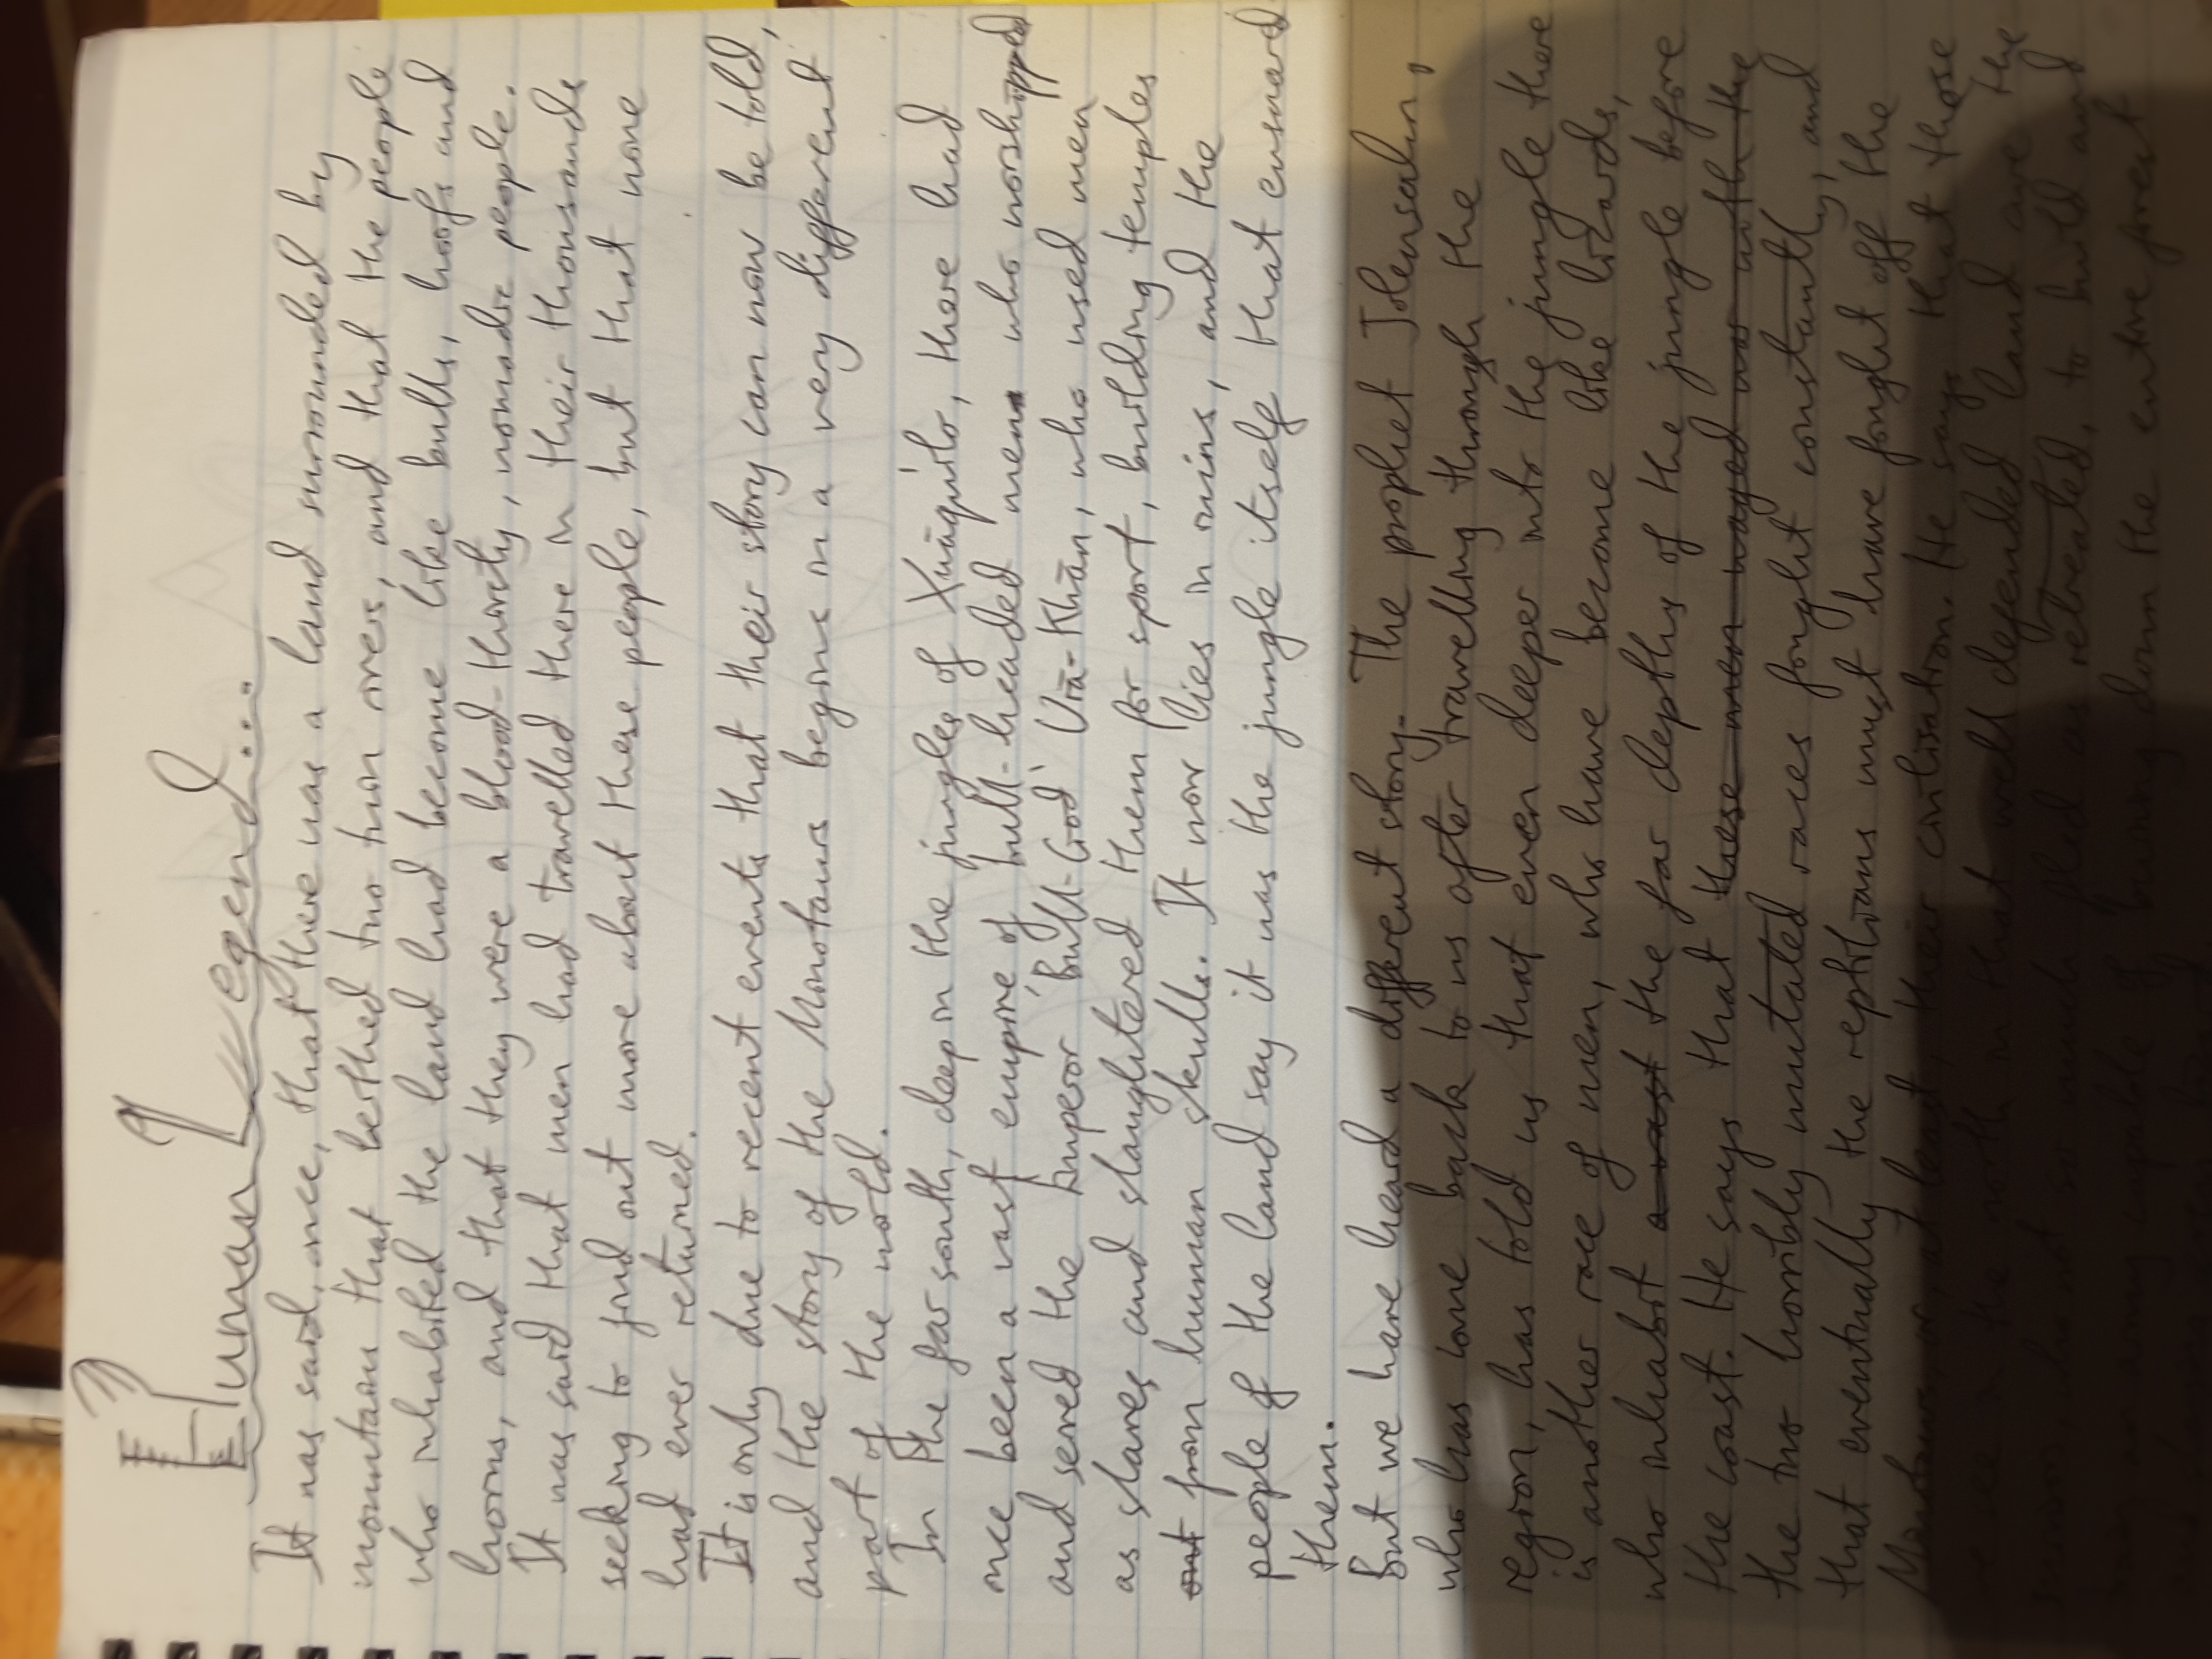 Human Legend...
It was said, once, that there was a land surrounded by
mountains that berthed two twin rivers, and that the people
who inhabited the land had become like bulls, hoofs and
horns, and that they were a blood-thirsty, nomadic people.
It was said that men had travelled there in their thousands
seeking to find out more about these people, but that none
had ever returned.
It is only due to recent events that their story can now be told,
and the story of the Minotaurs begins in a very different
part of the world.
In the far south, deep in the jungles of Xuāquilo, there had
once been a vast empire of bull-headed men who worshipped
and served the Emperor 'Bull-God' Uiā-Khān, who used men
as slaves and slaughtered them for sport, building temples
out from human skulls. It now lies in ruins, and the
people of the land say it was the jungle itself that ensnared
them.
But we have heard a different story. The prophet
who has come back to us after travelling through the
region, has told us that even deeper into the jungle there
is another race of men, who have become like lizards,
who inhabit a vast the far depths of the jungle before
the coast. He says that these men waged war with the
the two horribly mutated races fought constantly, and
that eventually the reptilians must have fought off the
Minotaurs, or, at least, their civilisation. He says that those
we see in the north in that well defended land are the
who not so much fled as retreated, to build and
an army capable of burning down the entire forest
and